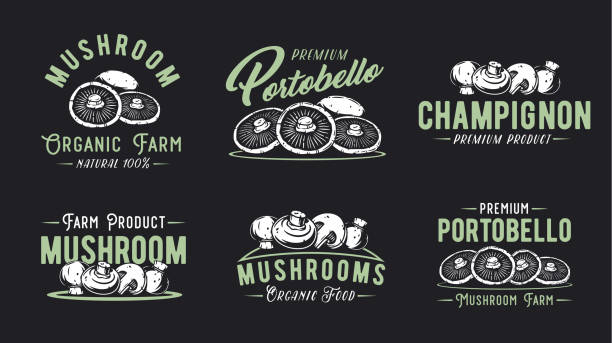 MUSHROOM
ORGANIC FARM
NATURAL 100%
PREMIUM
Portobello
CHAMPIGNON
PREMIUM PRODUCT
FARM PRODUCT
MUSHROOM
MUSHROOMS
ORGANIC FOOD
PREMIUM
PORTOBELLO
MUSHROOM FARM